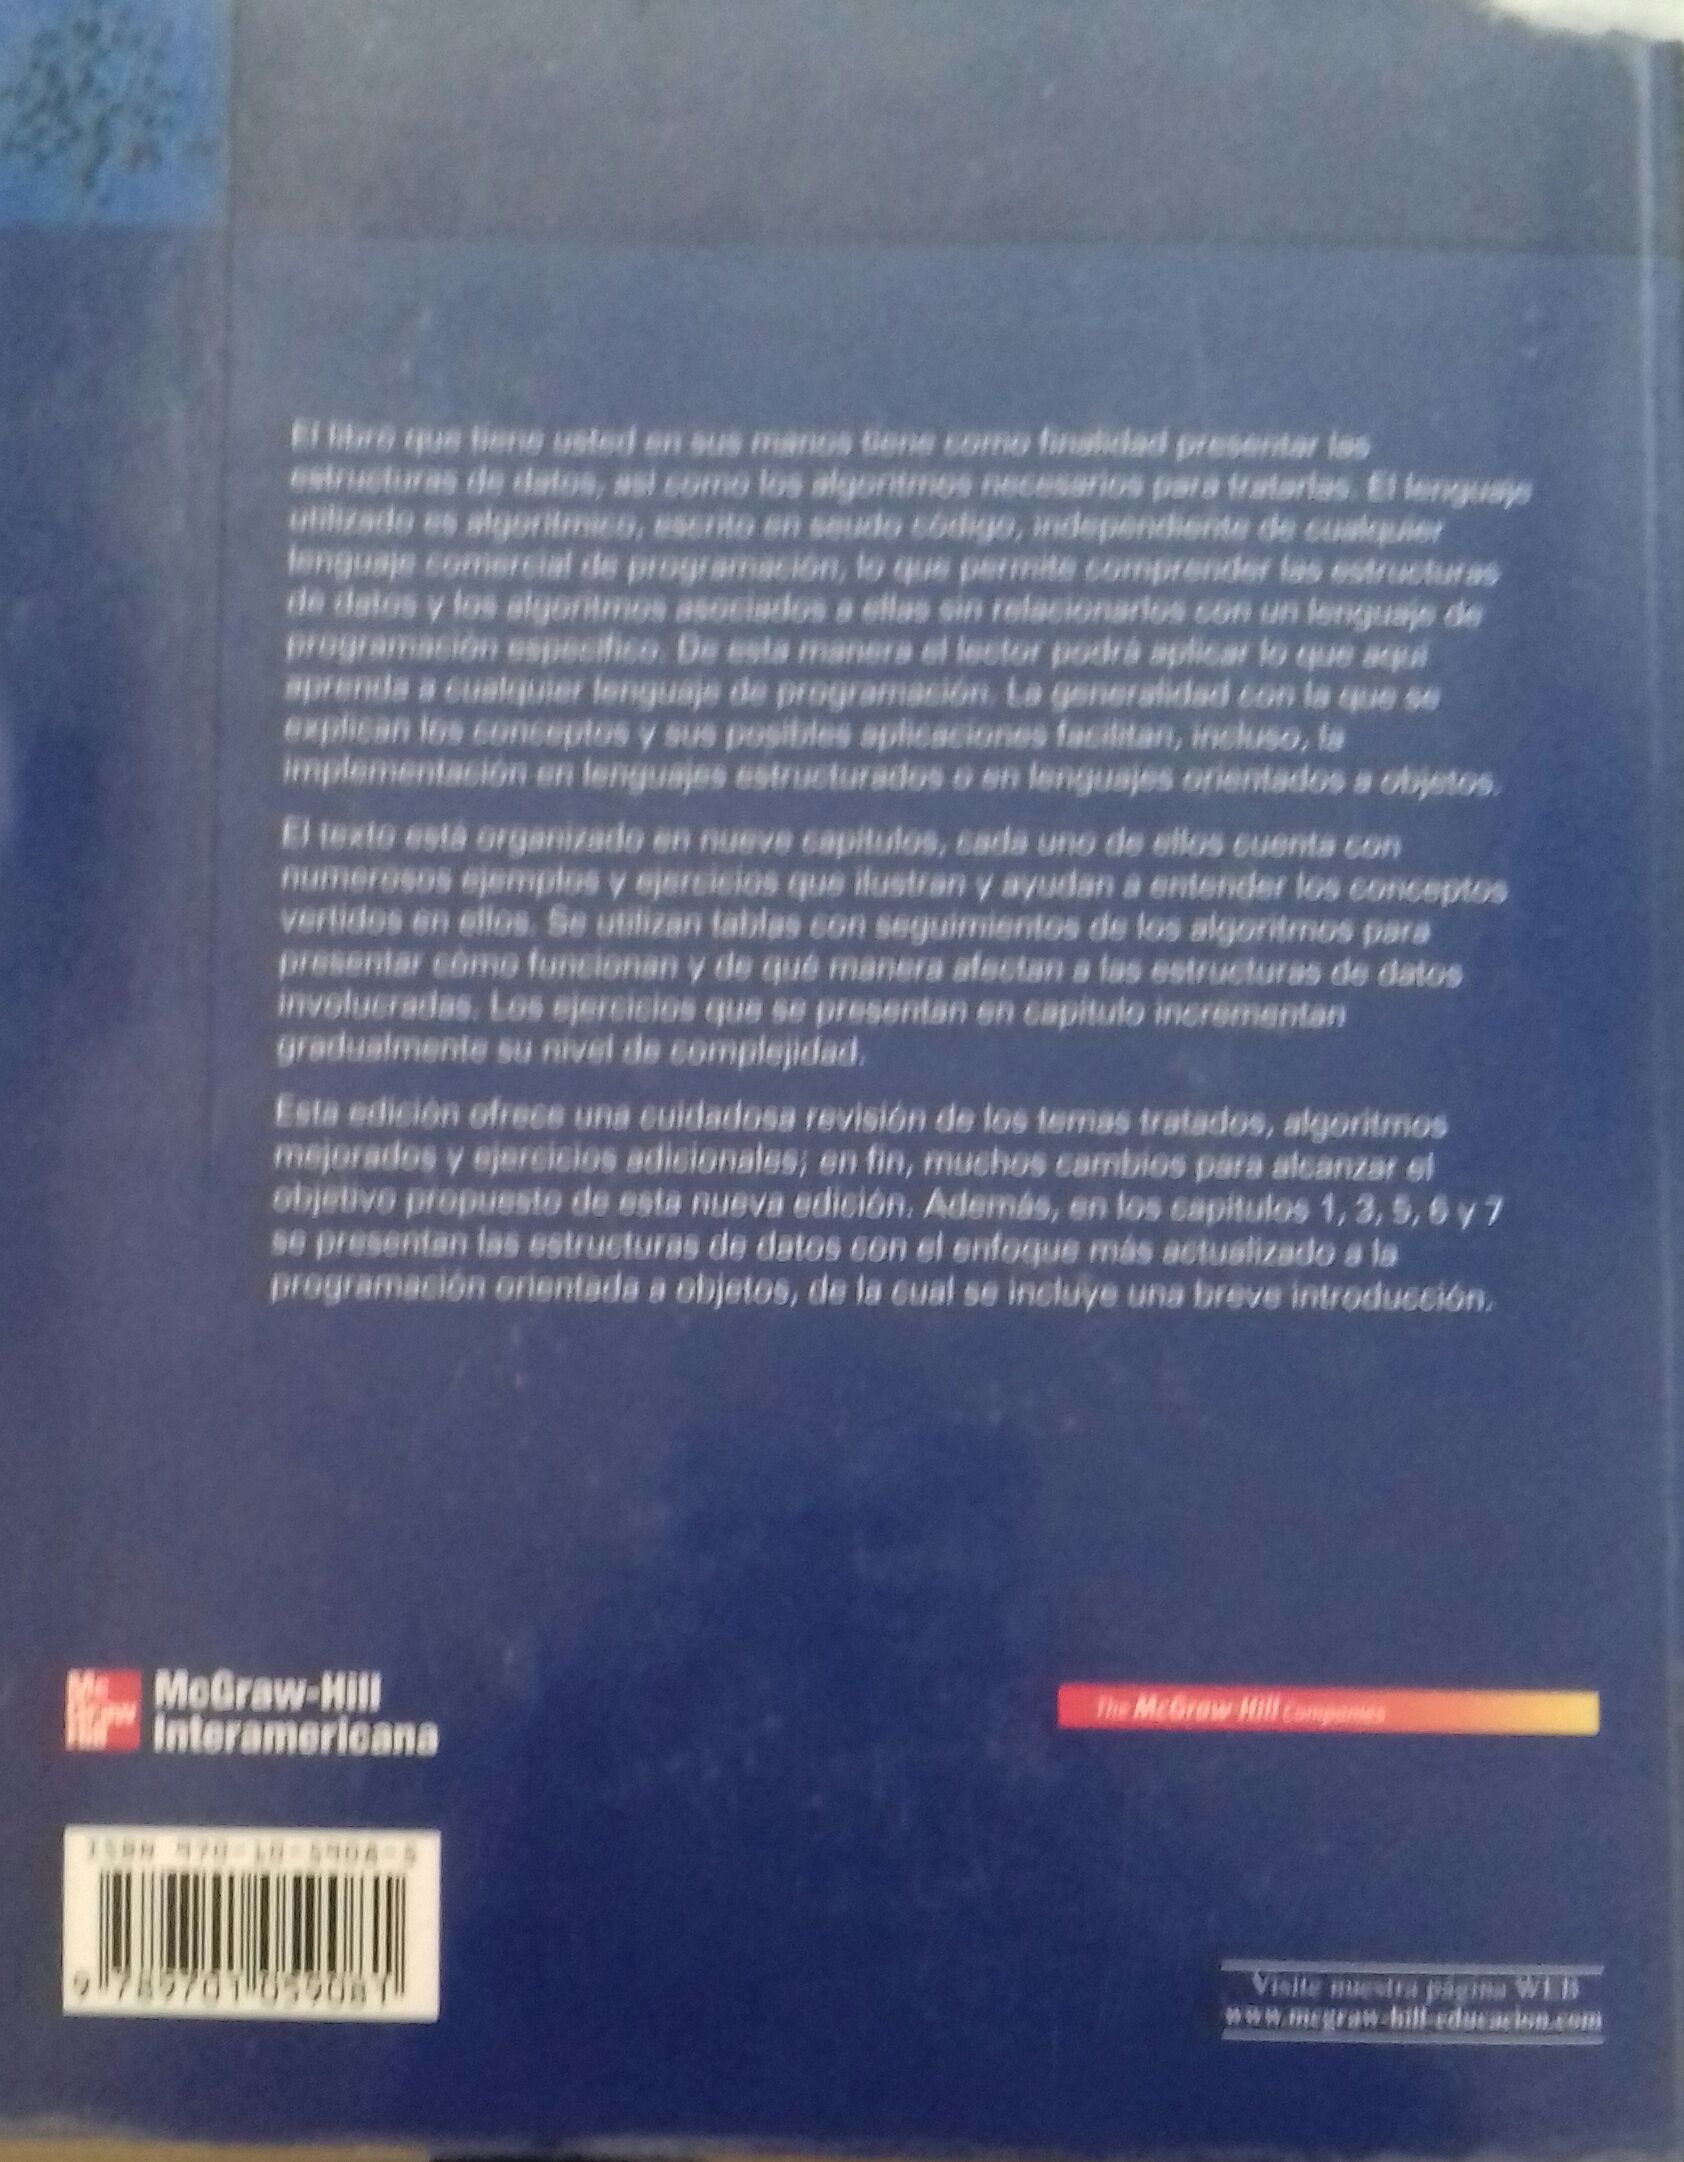 El libro que tiene usted en sus manos tiene como finalidad presentar las
estructuras de datos, así como los algoritmos necesarios para tratarlas. El lenguaje
utilizado es algorítmico, escrito en seudo código, independiente de cualquier
lenguaje comercial de programación, lo que permite comprender las estructuras
de datos y los algoritmos asociados a ellas sin relacionarlos con un lenguaje de
programación específico. De esta manera el lector podrá aplicar lo que aquí
aprenda a cualquier lenguaje de programación. La generalidad con la que se
explican los conceptos y sus posibles aplicaciones facilitan, incluso, la
implementación en lenguajes estructurados o en lenguajes orientados a objetos.
El texto está organizado en nueve capítulos, cada uno de ellos cuenta con
numerosos ejemplos y ejercicios que ilustran y ayudan a entender los conceptos
vertidos en ellos. Se utilizan tablas con seguimientos de los algoritmos para
presentar cómo funcionan y de qué manera afectan a las estructuras de datos
involucradas. Los ejercicios que se presentan en capítulo incrementan
gradualmente su nivel de complejidad.
Esta edición ofrece una cuidadosa revisión de los temas tratados, algoritmos
mejorados y ejercicios adicionales; en fin, muchos cambios para alcanzar el
objetivo propuesto de esta nueva edición. Además, en los capítulos 1, 3, 5, 6 y 7
se presentan las estructuras de datos con el enfoque más actualizado a la
programación orientada a objetos, de la cual se incluye una breve introducción.
Mc
Graw
Hill
McGraw-Hill
Interamericana
The McGraw-Hill Companies
ISBN 970-10-5908-5
9 789701 059081
Visite nuestra página WEB
www.mcgraw-hill-educacion.com